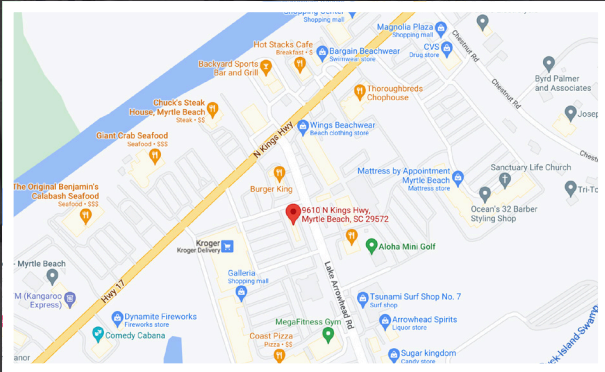 Shopping Center
Shopping mall
Magnolia Plaza
Shopping mall
Hot Stacks Cafe
Breakfast • $
Bargain Beachwear
Swimwear store
CVS
Drug store
Chestnut Rd
Backyard Sports
Bar and Grill
Byrd Palmer
and Associates
Thoroughbreds
Chophouse
Chestnut Rd
Chuck's Steak
House, Myrtle Beach
Steak • $$
Josep
N Kings Hwy
Wings Beachwear
Beach clothing store
Giant Crab Seafood
Seafood • $$$
Chestn
Mattress by Appointment
Myrtle Beach
Mattress store
Sanctuary Life Church
Burger King
The Original Benjamin's
Calabash Seafood
Seafood • $$
Tri-To
9610 N Kings Hwy,
Myrtle Beach, SC 29572
Ocean's 32 Barber
Styling Shop
Kroger
Kroger Delivery
Aloha Mini Golf
- Myrtle Beach
Galleria
Shopping mall
Lake Arrowhead Rd
Hwy 17
M (Kangaroo
Express)
Tsunami Surf Shop No. 7
Surf shop
Dynamite Fireworks
Fireworks store
MegaFitness Gym
Arrowhead Spirits
Liquor store
Comedy Cabana
Coast Pizza
Pizza • $$
anor
Sugar kingdom
Candy store
ck Island Swamp